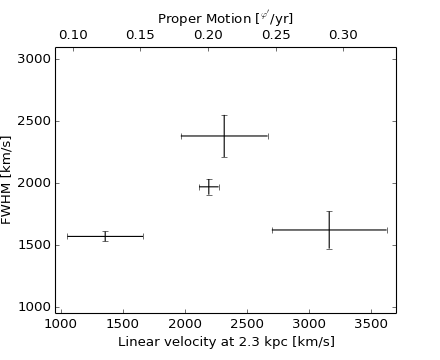 Proper Motion ["/yr]
0.10 0.15 0.20 0.25 0.30
3000
2500
2000
1500
1000
FWHM [km/s]
1000 1500 2000 2500 3000 3500
Linear velocity at 2.3 kpc [km/s]